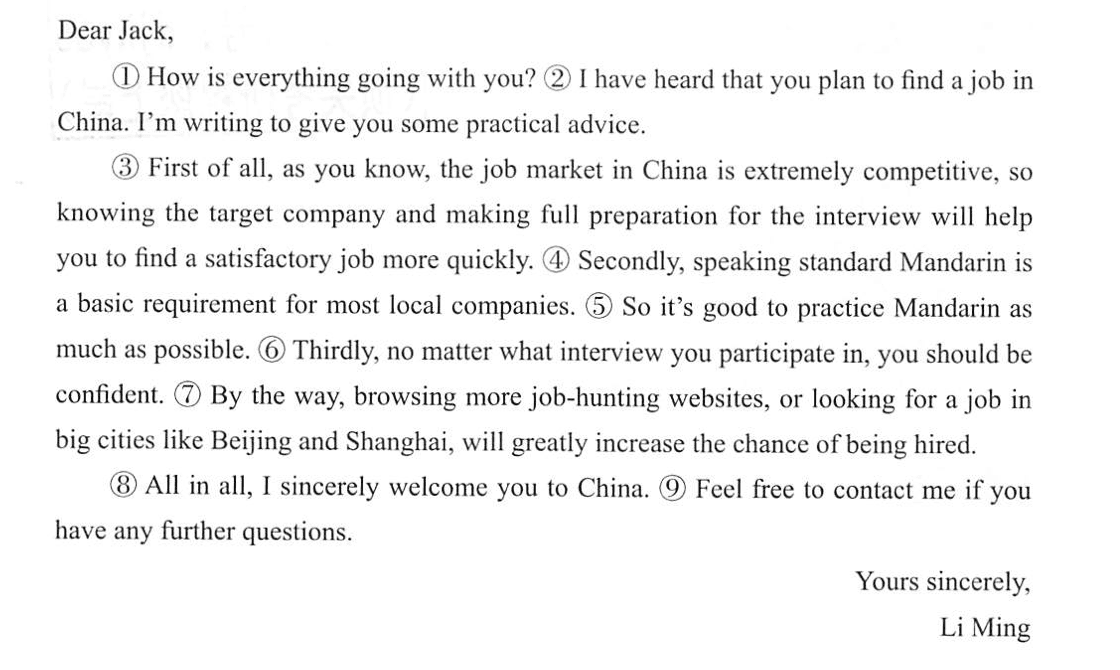 Dear Jack,
① How is everything going with you? ② I have heard that you plan to find a job in
China. I'm writing to give you some practical advice.
③ First of all, as you know, the job market in China is extremely competitive, so
knowing the target company and making full preparation for the interview will help
you to find a satisfactory job more quickly. ④ Secondly, speaking standard Mandarin is
a basic requirement for most local companies. ⑤ So it's good to practice Mandarin as
much as possible. ⑥ Thirdly, no matter what interview you participate in, you should be
confident. ⑦ By the way, browsing more job-hunting websites, or looking for a job in
big cities like Beijing and Shanghai, will greatly increase the chance of being hired.
⑧ All in all, I sincerely welcome you to China. ⑨ Feel free to contact me if you
have any further questions.
Yours sincerely,
Li Ming